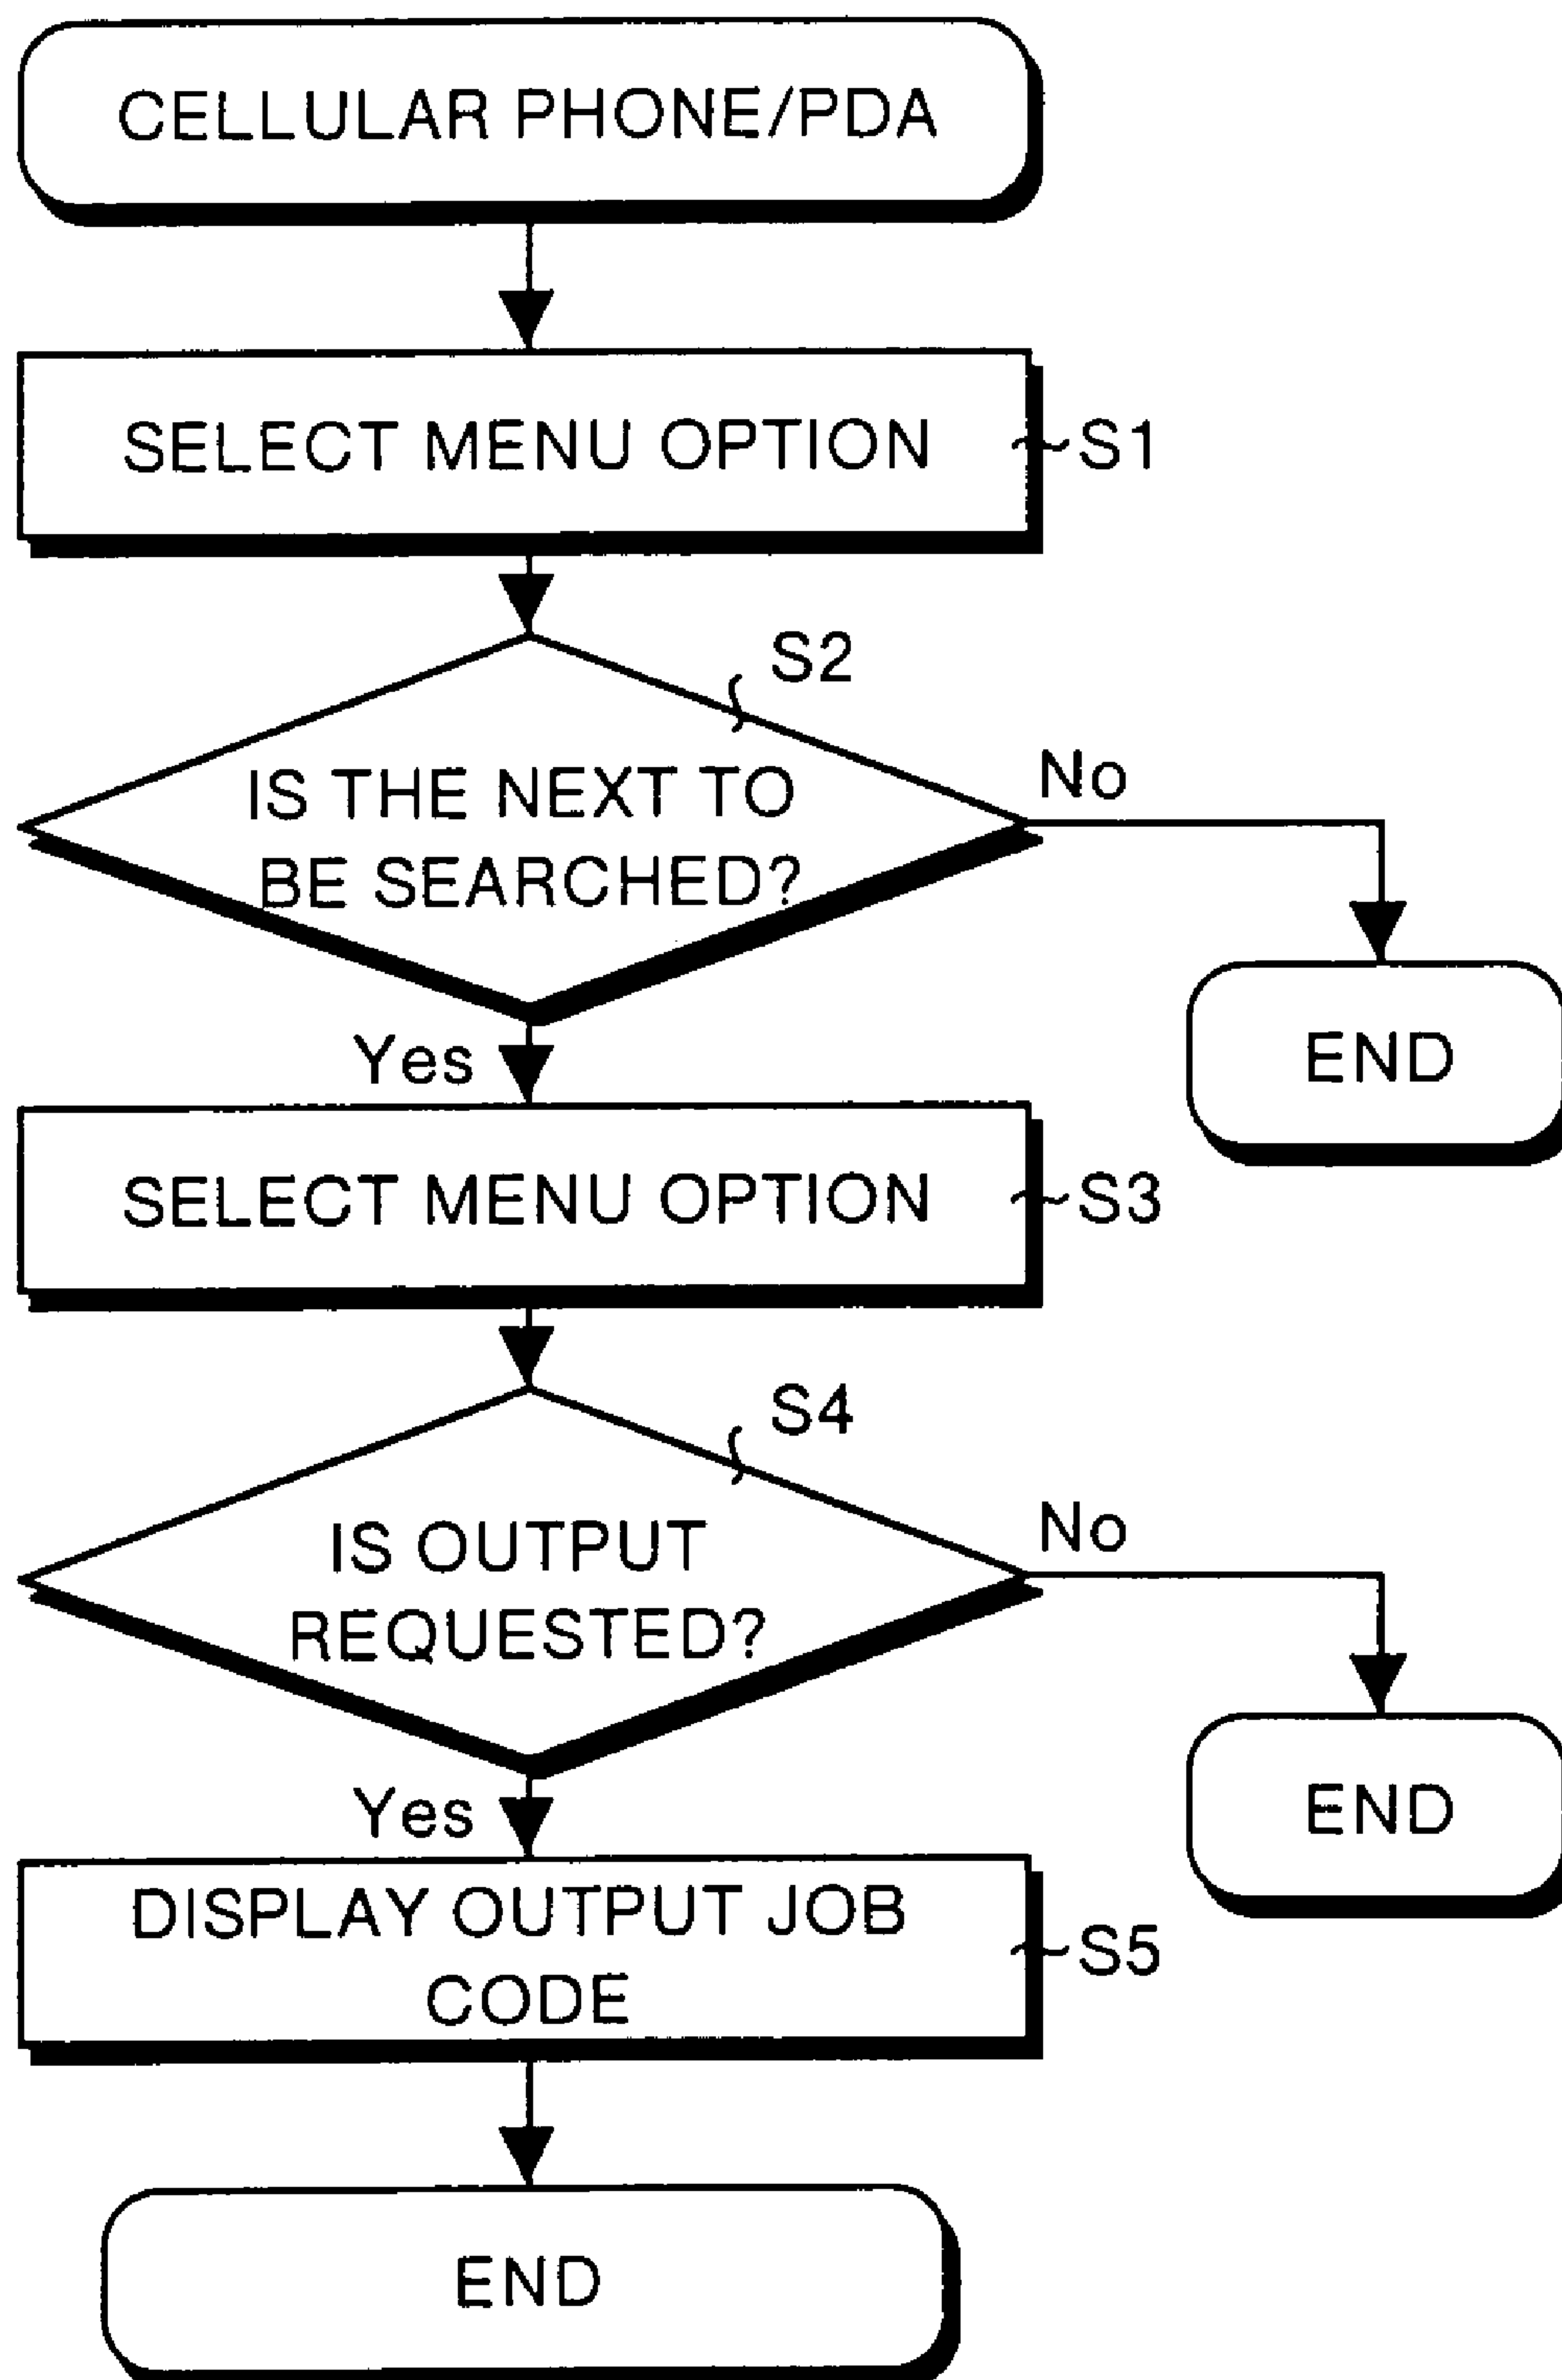 CELLULAR PHONE/PDA
SELECT MENU OPTION
S1
S2
IS THE NEXT TO
BE SEARCHED?
No
END
Yes
SELECT MENU OPTION
S3
S4
IS OUTPUT
REQUESTED?
No
END
Yes
DISPLAY OUTPUT JOB
CODE
S5
END